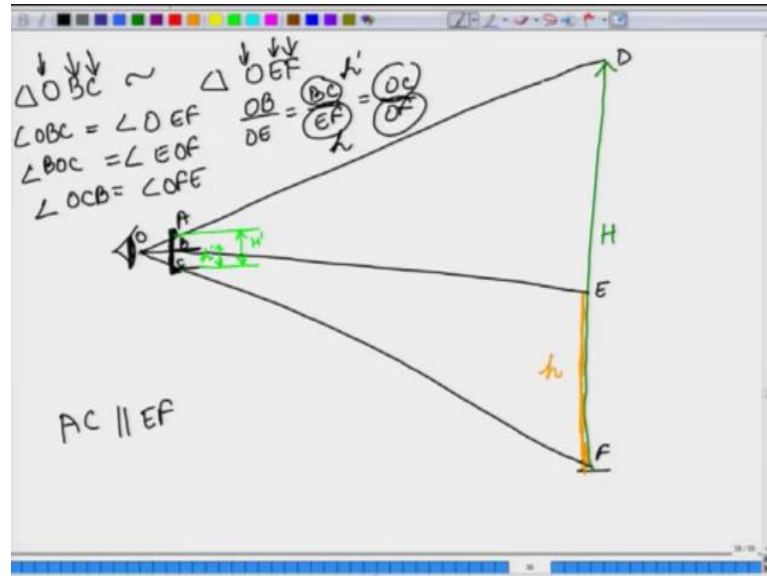 △OBC ~ △OEF
∠OBC = ∠OEF
∠BOC = ∠EOF
∠OCB = ∠OFE
OB/OE = BC/EF = OC/OF
h'
h
D
A
O
B
C
H'
h'
H
E
h
F
AC || EF